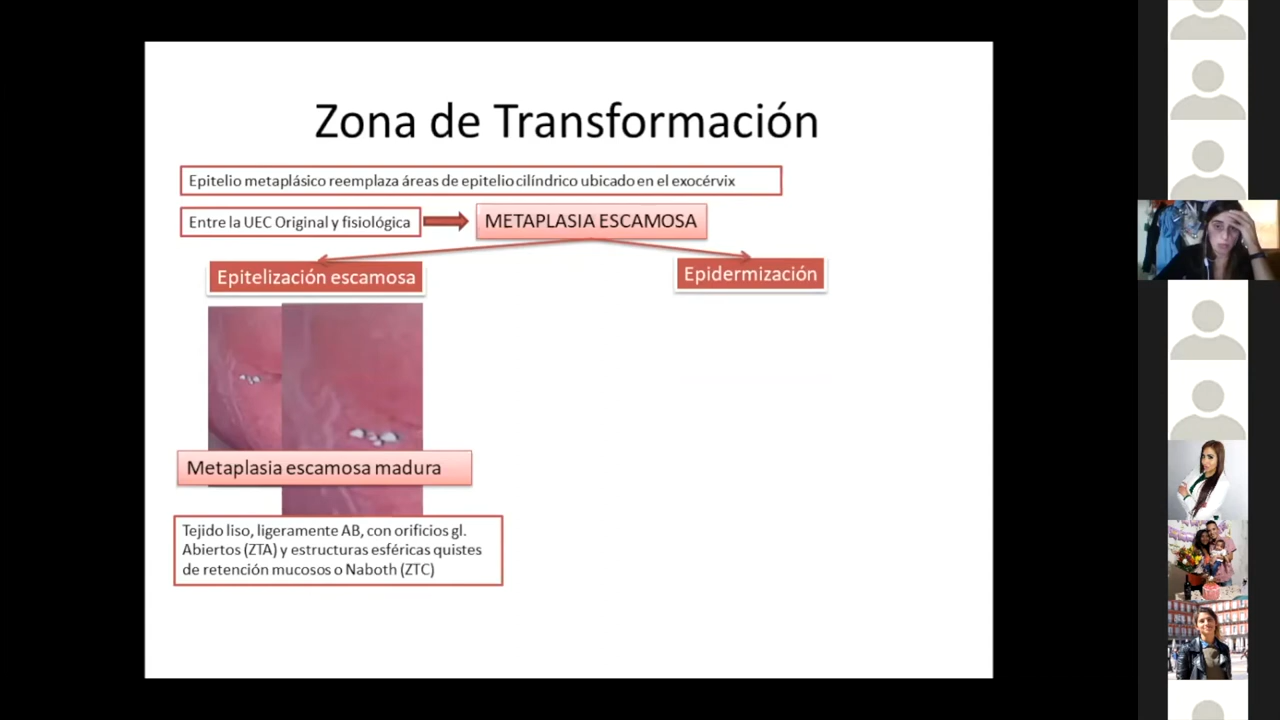 Zona de Transformación
Epitelio metaplásico reemplaza áreas de epitelio cilíndrico ubicado en el exocérvix
Entre la UEC Original y fisiológica
METAPLASIA ESCAMOSA
Epitelización escamosa
Epidermización
Metaplasia escamosa madura
Tejido liso, ligeramente AB, con orificios gl.
Abiertos (ZTA) y estructuras esféricas quistes
de retención mucosos o Naboth (ZTC)